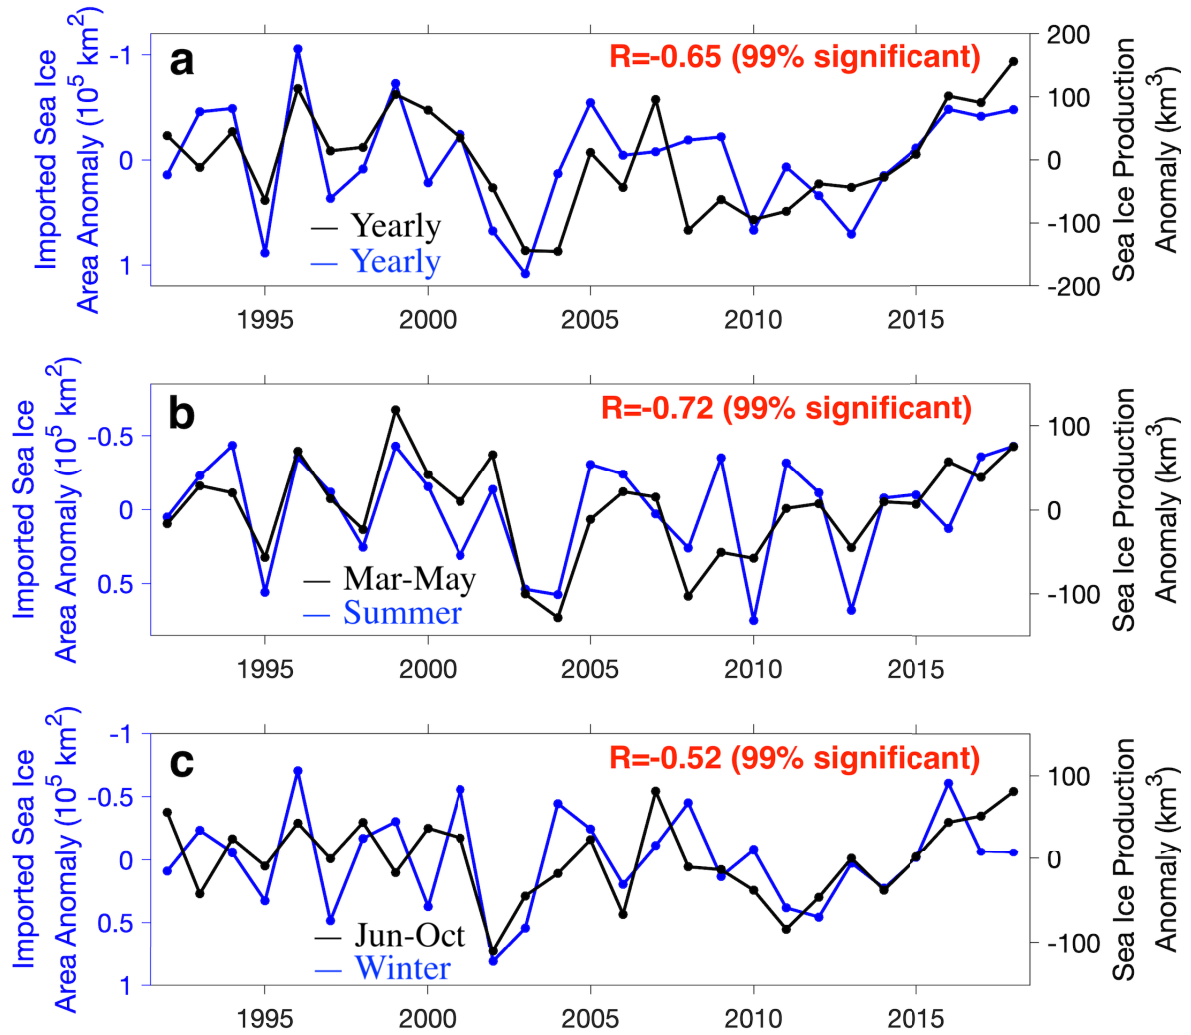 a
R=-0.65 (99% significant)
Imported Sea Ice
Area Anomaly (10⁵ km²)
-1
0
1
200
100
0
-100
-200
Sea Ice Production
Anomaly (km³)
Yearly
Yearly
1995
2000
2005
2010
2015
b
R=-0.72 (99% significant)
Imported Sea Ice
Area Anomaly (10⁵ km²)
-0.5
0
0.5
100
0
-100
Sea Ice Production
Anomaly (km³)
Mar-May
Summer
1995
2000
2005
2010
2015
c
R=-0.52 (99% significant)
Imported Sea Ice
Area Anomaly (10⁵ km²)
-1
-0.5
0
0.5
1
100
0
-100
Sea Ice Production
Anomaly (km³)
Jun-Oct
Winter
1995
2000
2005
2010
2015